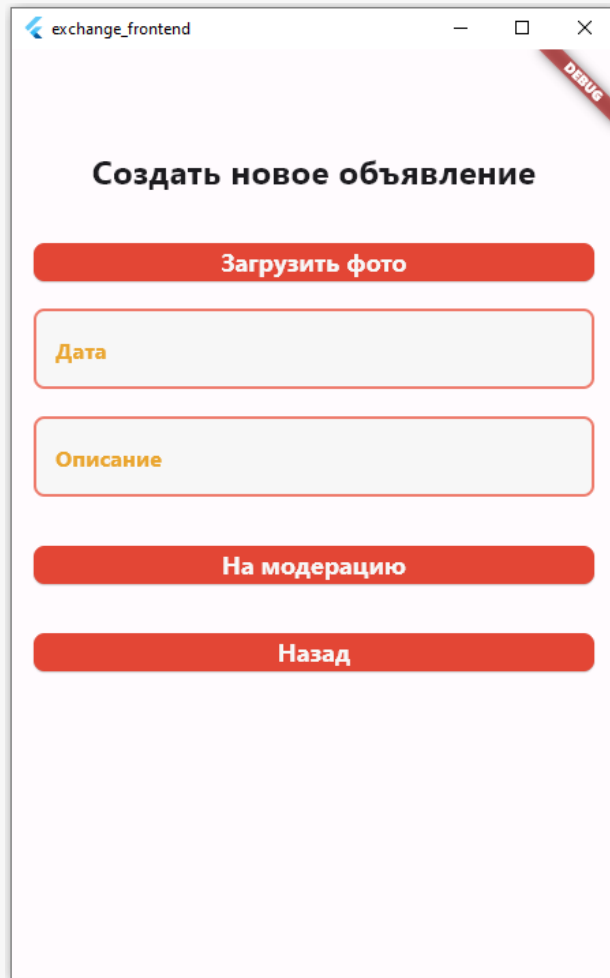 exchange_frontend
DEBUG
Создать новое объявление
Загрузить фото
Дата
Описание
На модерацию
Назад